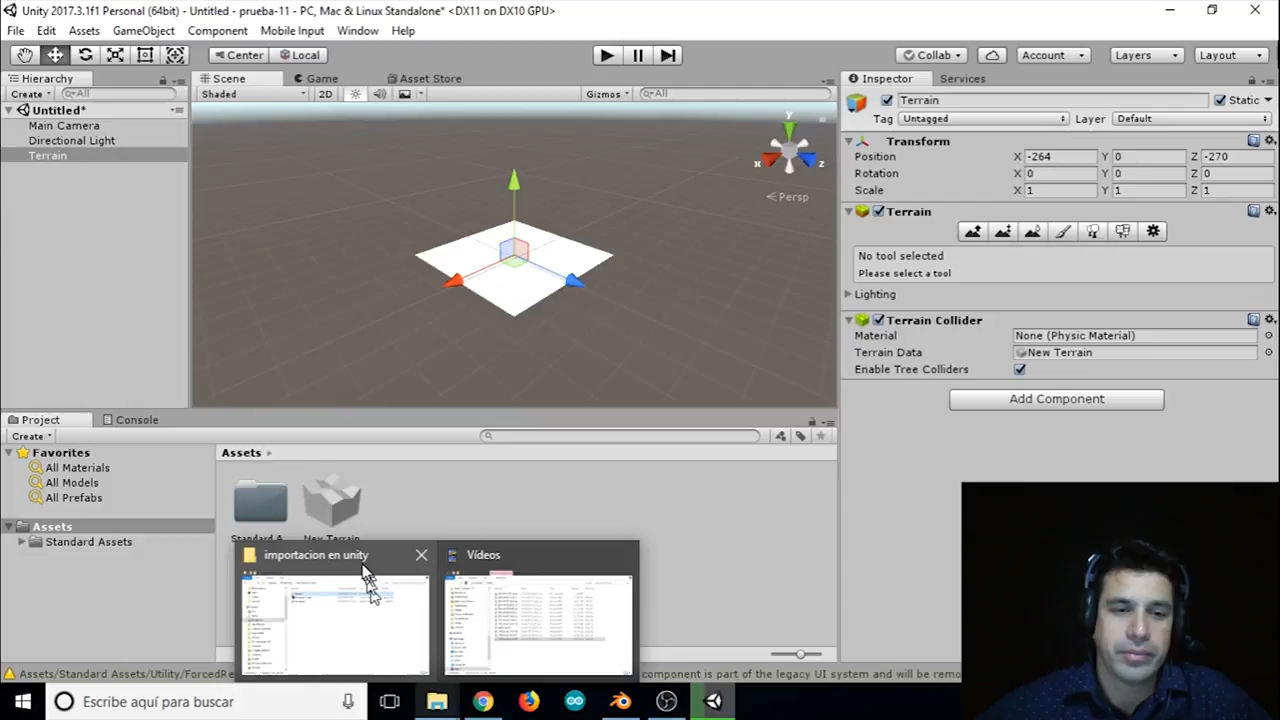 Unity 2017.3.1f1 Personal (64bit) - Untitled - prueba-11 - PC, Mac & Linux Standalone* <DX11 on DX10 GPU>
File Edit Assets GameObject Component Mobile Input Window Help
Center Local Collab Account Layers Layout
Hierarchy
Create All
Untitled*
Main Camera
Directional Light
Terrain
Scene Game Asset Store
Shaded 2D Gizmos All
y
x z
Persp
Inspector Services
Terrain Static
Tag Untagged Layer Default
Transform
Position X -264 Y 0 Z -270
Rotation X 0 Y 0 Z 0
Scale X 1 Y 1 Z 1
Terrain
No tool selected
Please select a tool
Lighting
Terrain Collider
Material None (Physic Material)
Terrain Data New Terrain
Enable Tree Colliders
Add Component
Project Console
Create
Favorites
All Materials
All Models
All Prefabs
Assets
Standard Assets
Assets
Standard A... New Terrain
importacion en unity Vídeos
Assets/Standard Assets/Utility/ForcedRe component is part of the legacy UI system and will be remo
Escribe aquí para buscar